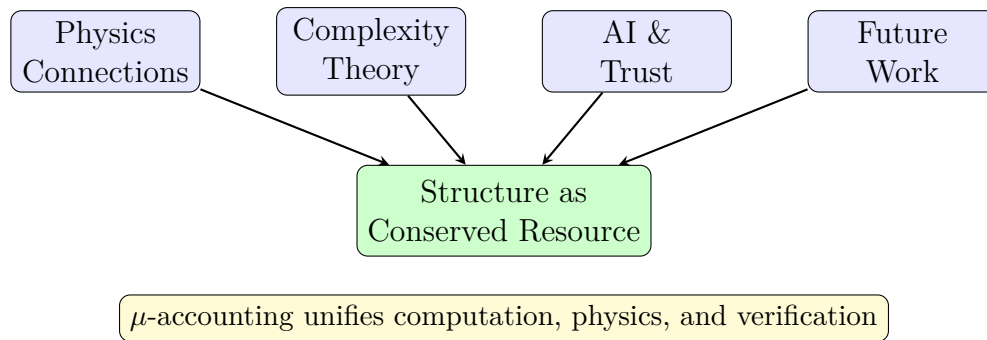 Physics
Connections
Complexity
Theory
AI &
Trust
Future
Work
Structure as
Conserved Resource
μ-accounting unifies computation, physics, and verification